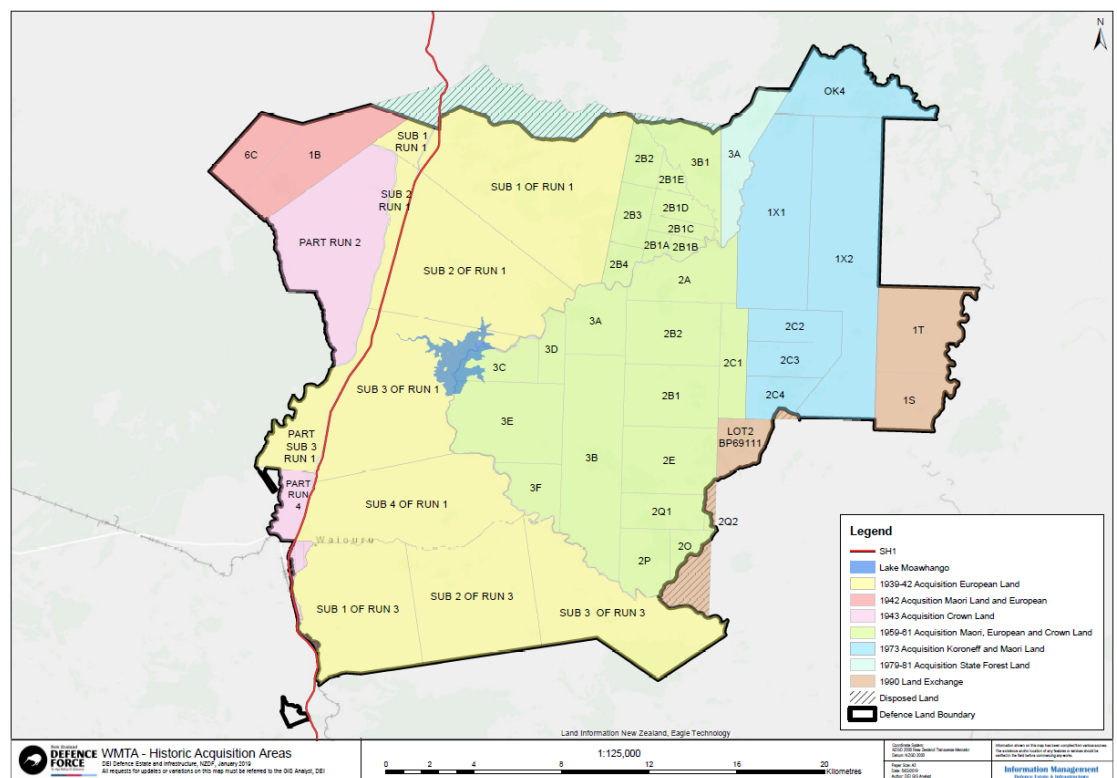 N
OK4
6C
1B
SUB 1
RUN 1
2B2
3B1
3A
SUB 1 OF RUN 1
2B1E
SUB 2
RUN 1
2B3
2B1D
1X1
2B1C
PART RUN 2
2B1A
2B1B
1X2
2B4
SUB 2 OF RUN 1
2A
3A
2C2
1T
2B2
3D
2C3
3C
2C1
SUB 3 OF RUN 1
2B1
2C4
1S
3E
LOT2
BP69111
PART
SUB 3
RUN 1
3B
2E
PART
RUN
4
3F
SUB 4 OF RUN 1
2Q1
2Q2
Waiouru
2O
2P
SUB 1 OF RUN 3
SUB 2 OF RUN 3
SUB 3 OF RUN 3
Legend
SH1
Lake Moawhango
1939-42 Acquisition European Land
1942 Acqusition Maori Land and European
1943 Acquisition Crown Land
1959-61 Acquisition Maori, European and Crown Land
1973 Acquisition Koroneff and Maori Land
1979-81 Acquisition State Forest Land
1990 Land Exchange
Disposed Land
Defence Land Boundary
Land Information New Zealand, Eagle Technology
New Zealand
DEFENCE
FORCE
WMTA - Historic Acquisition Areas
DEI Defence Estate and Infrastructure, NZDF, January 2019
All requests for updates or variations on this map must be referred to the GIS Analyst, DEI
1:125,000
0 2 4 8 12 16 20
Kilometres
Information Management
Defence Estate & Infrastructure